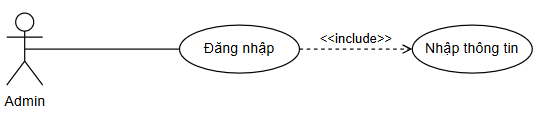 Đăng nhập
<<include>>
Nhập thông tin
Admin